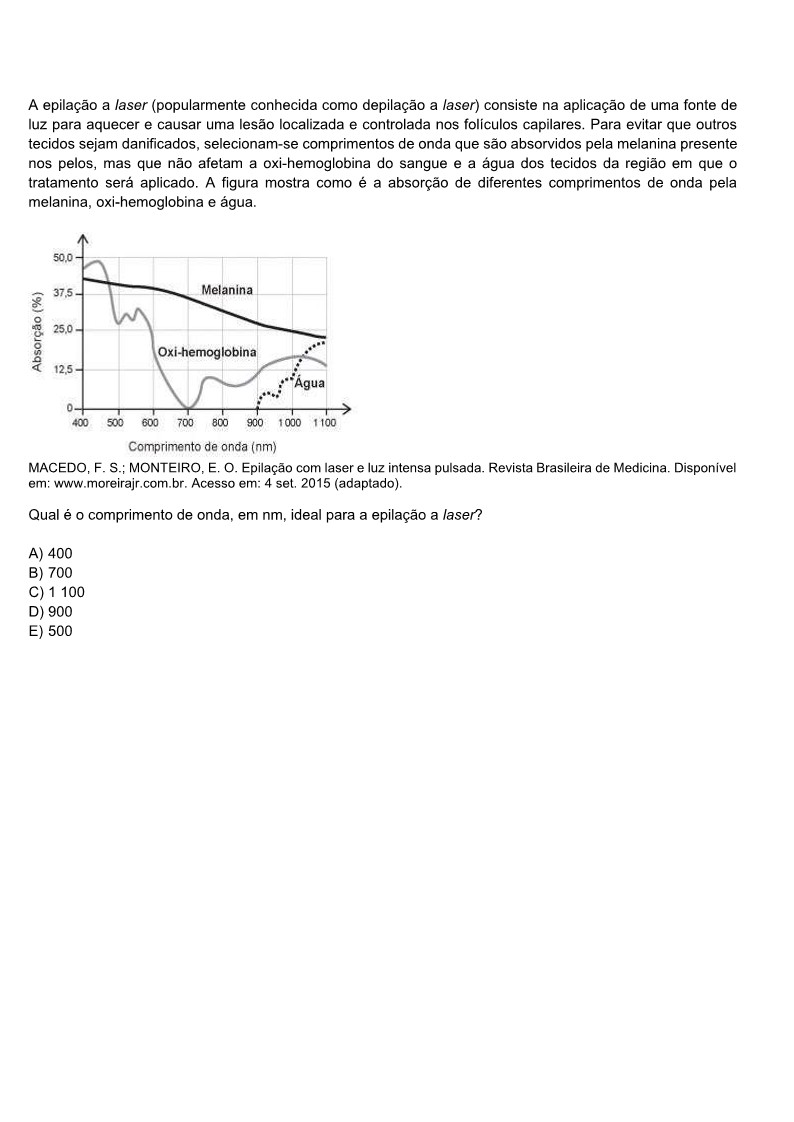 A epilação a laser (popularmente conhecida como depilação a laser) consiste na aplicação de uma fonte de
luz para aquecer e causar uma lesão localizada e controlada nos folículos capilares. Para evitar que outros
tecidos sejam danificados, selecionam-se comprimentos de onda que são absorvidos pela melanina presente
nos pelos, mas que não afetam a oxi-hemoglobina do sangue e a água dos tecidos da região em que o
tratamento será aplicado. A figura mostra como é a absorção de diferentes comprimentos de onda pela
melanina, oxi-hemoglobina e água.
Absorção (%)
50,0
37,5
25,0
12,5
0
Melanina
Oxi-hemoglobina
Água
400 500 600 700 800 900 1 000 1 100
Comprimento de onda (nm)
MACEDO, F. S.; MONTEIRO, E. O. Epilação com laser e luz intensa pulsada. Revista Brasileira de Medicina. Disponível
em: www.moreirajr.com.br. Acesso em: 4 set. 2015 (adaptado).
Qual é o comprimento de onda, em nm, ideal para a epilação a laser?
A) 400
B) 700
C) 1 100
D) 900
E) 500